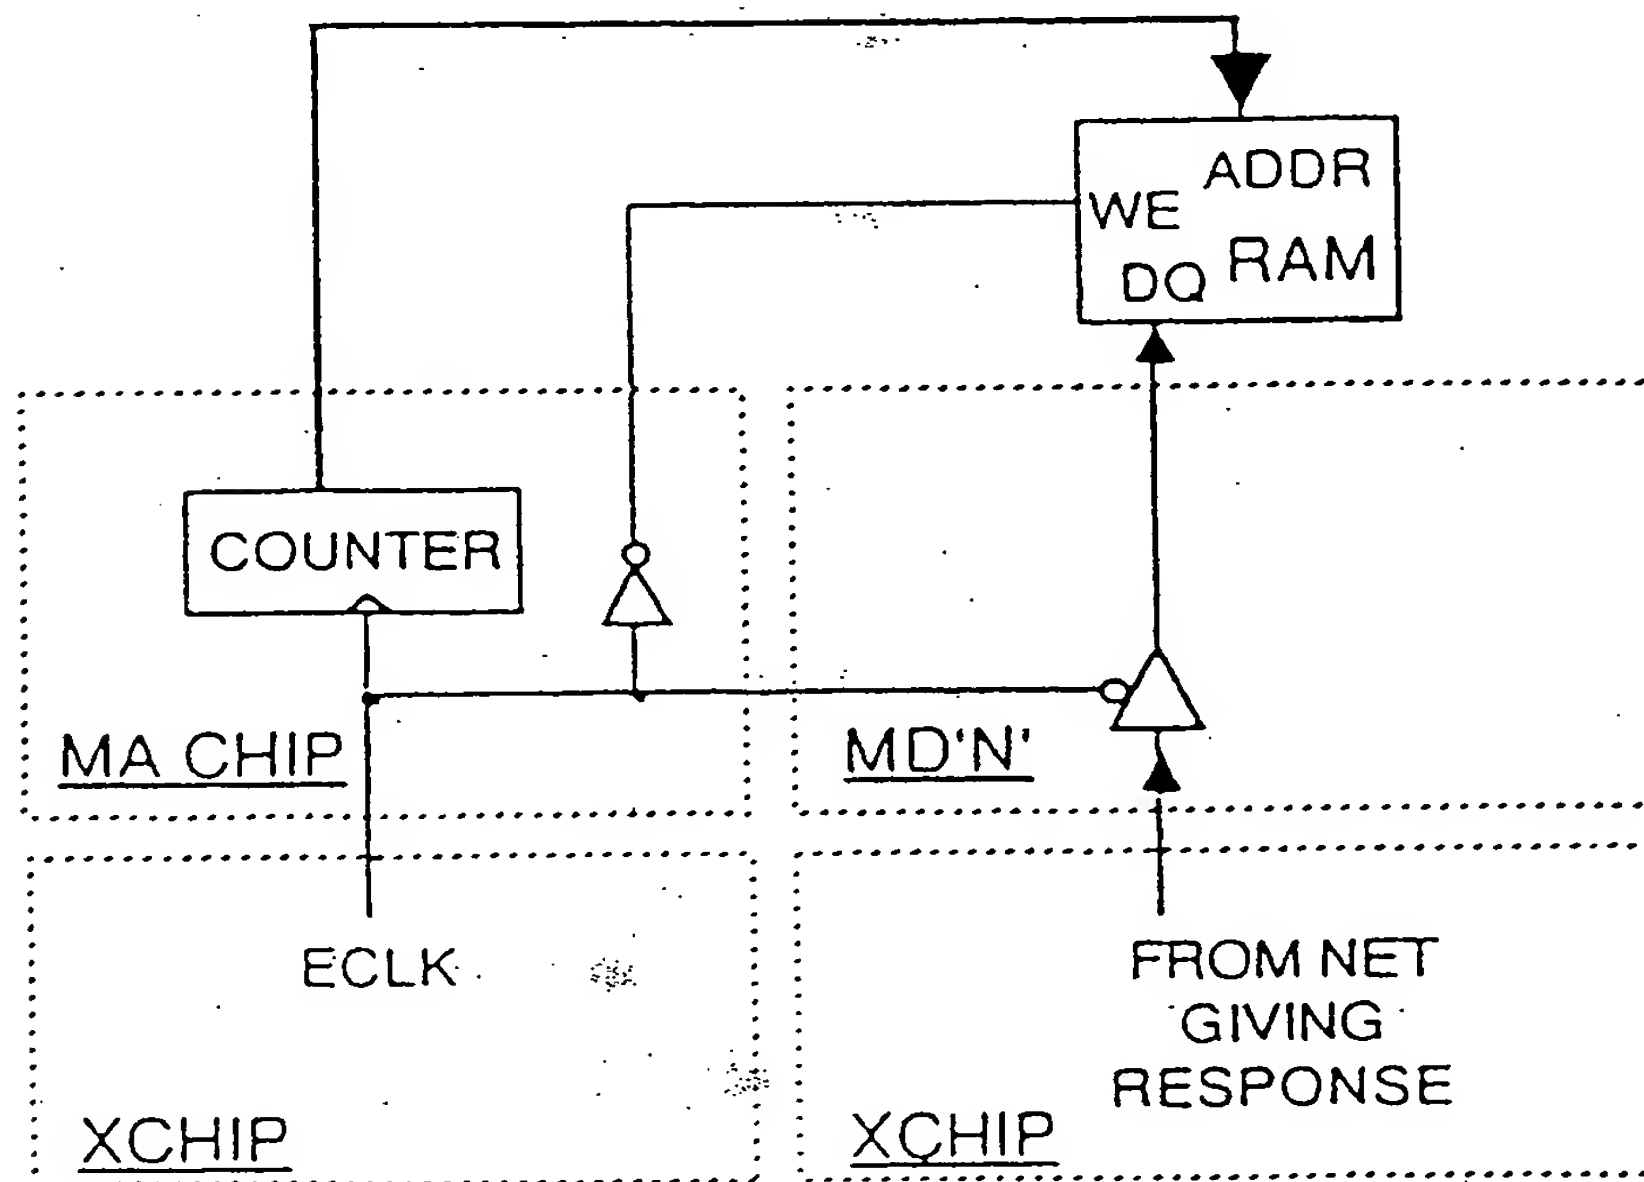 ADDR
WE
RAM
DQ
COUNTER
MA CHIP
MD'N'
ECLK
FROM NET
GIVING
RESPONSE
XCHIP
XCHIP